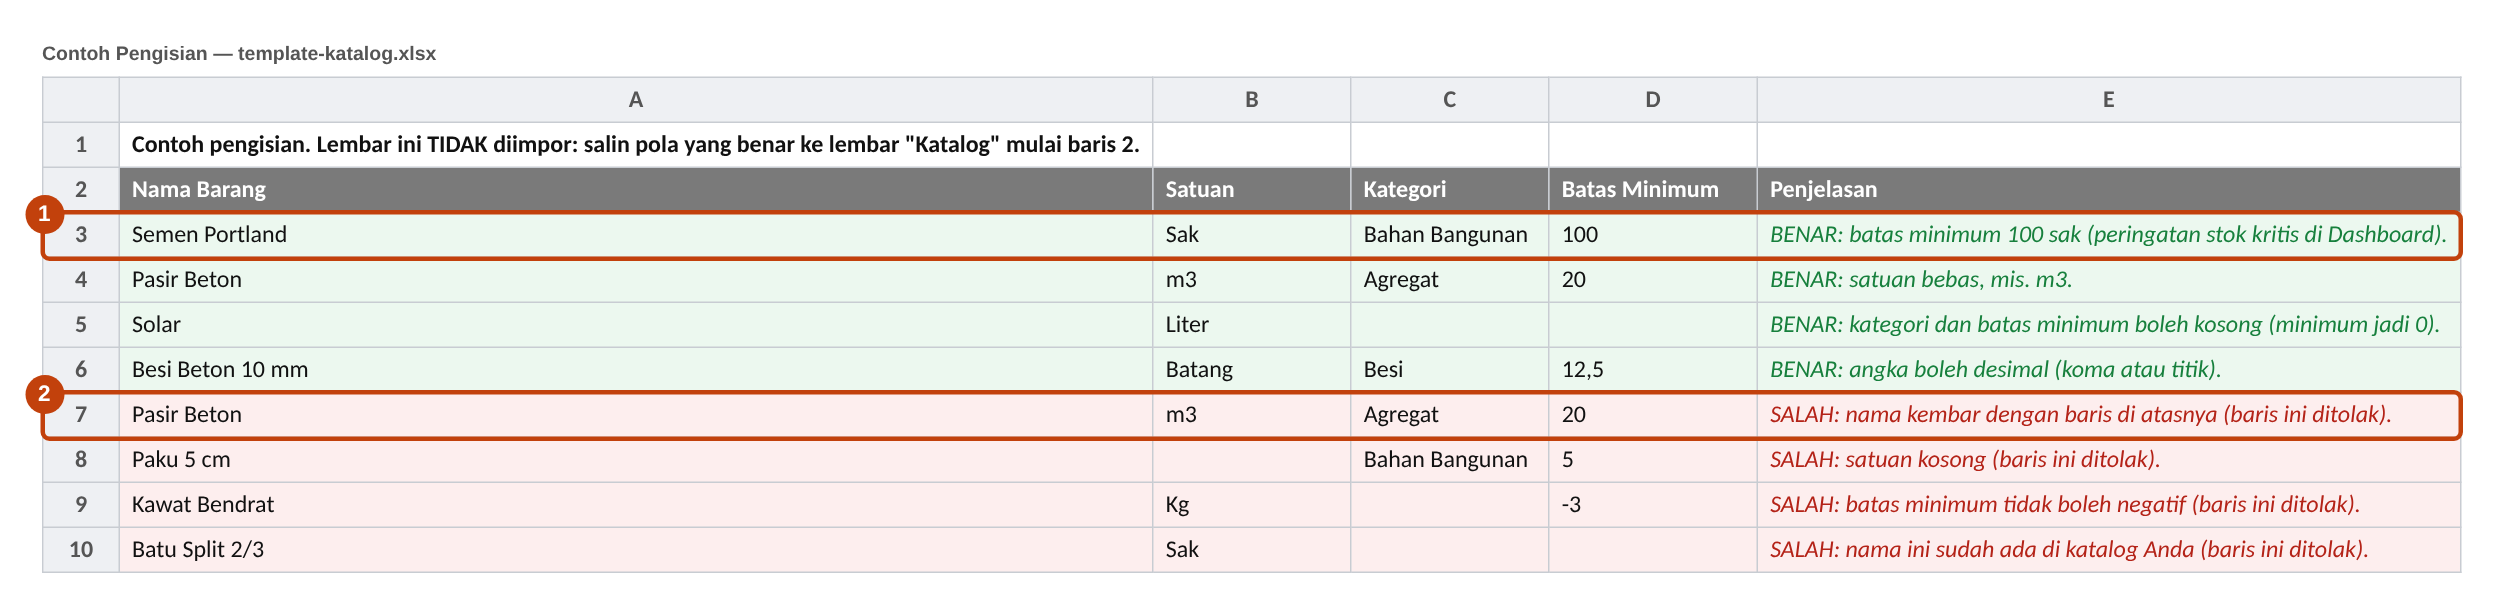 Contoh Pengisian — template-katalog.xlsx
A B C D E
1 Contoh pengisian. Lembar ini TIDAK diimpor: salin pola yang benar ke lembar "Katalog" mulai baris 2.
2 Nama Barang Satuan Kategori Batas Minimum Penjelasan
1
3 Semen Portland Sak Bahan Bangunan 100 BENAR: batas minimum 100 sak (peringatan stok kritis di Dashboard).
4 Pasir Beton m3 Agregat 20 BENAR: satuan bebas, mis. m3.
5 Solar Liter BENAR: kategori dan batas minimum boleh kosong (minimum jadi 0).
6 Besi Beton 10 mm Batang Besi 12,5 BENAR: angka boleh desimal (koma atau titik).
2
7 Pasir Beton m3 Agregat 20 SALAH: nama kembar dengan baris di atasnya (baris ini ditolak).
8 Paku 5 cm Bahan Bangunan 5 SALAH: satuan kosong (baris ini ditolak).
9 Kawat Bendrat Kg -3 SALAH: batas minimum tidak boleh negatif (baris ini ditolak).
10 Batu Split 2/3 Sak SALAH: nama ini sudah ada di katalog Anda (baris ini ditolak).